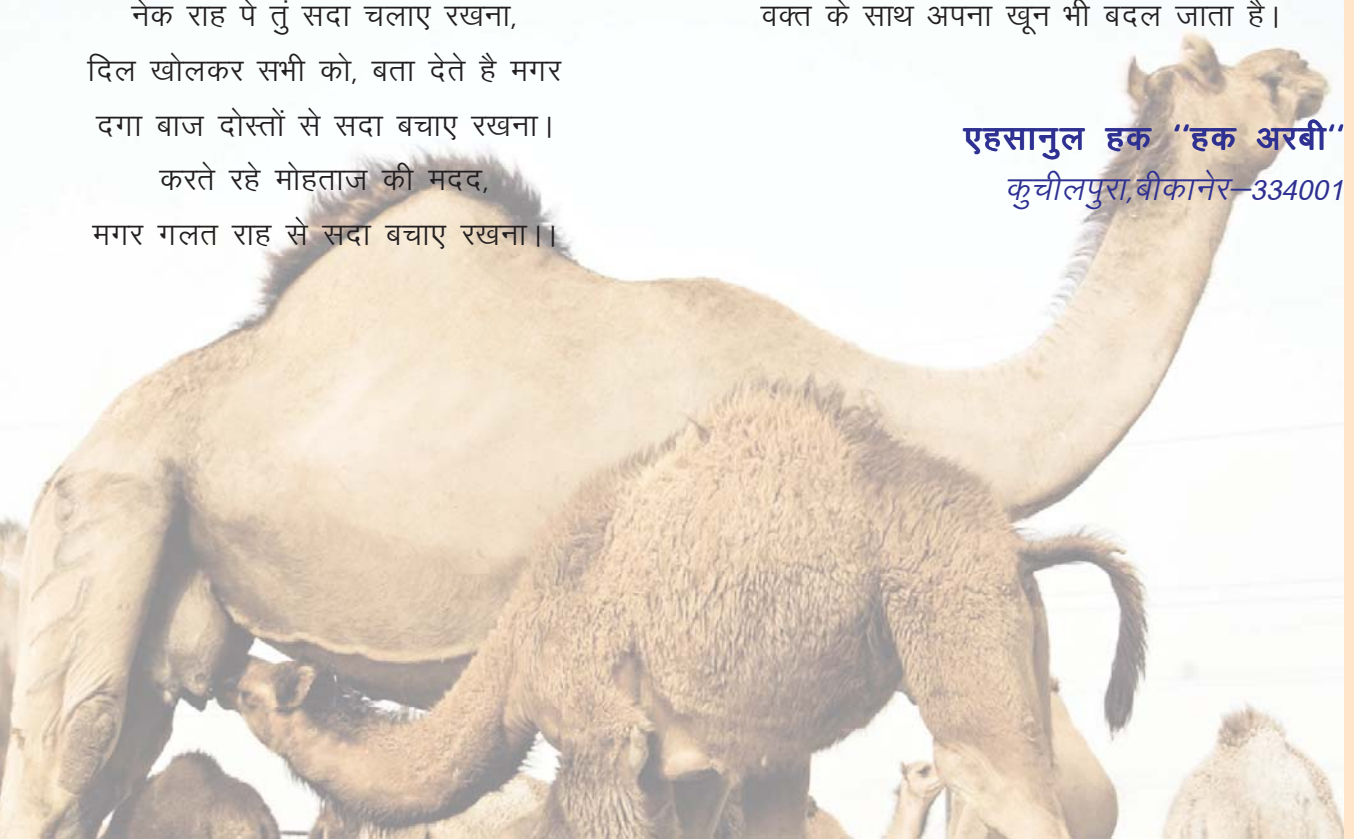 नेक राह पे तुं सदा चलाए रखना,
दिल खोलकर सभी को, बता देते है मगर
दगा बाज दोस्तों से सदा बचाए रखना।
करते रहे मोहताज की मदद,
मगर गलत राह से सदा बचाए रखना।।
वक्त के साथ अपना खून भी बदल जाता है।
एहसानुल हक ‘‘हक अरबी‘‘
कुचीलपुरा,बीकानेर–334001